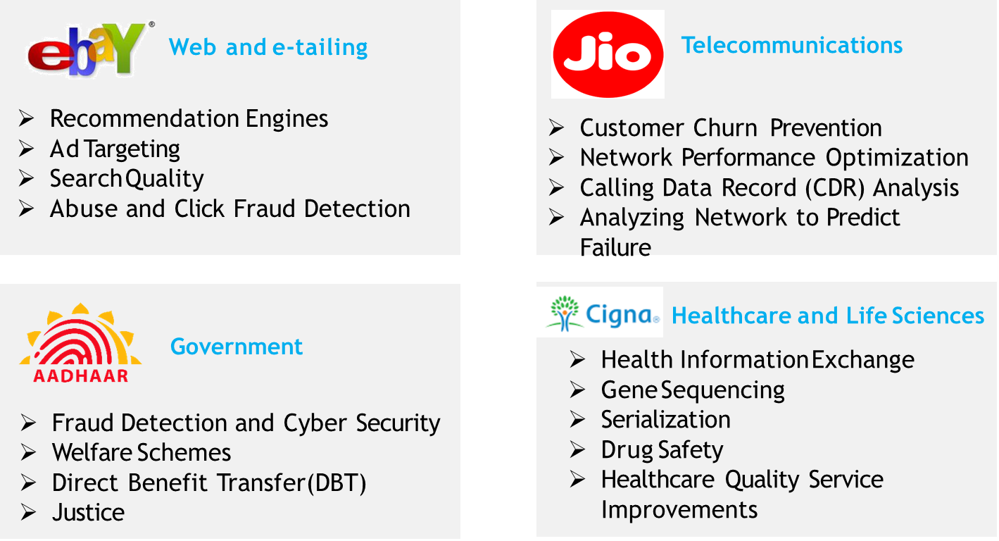 ebay®
Web and e-tailing
➢ Recommendation Engines
➢ Ad Targeting
➢ Search Quality
➢ Abuse and Click Fraud Detection
Jio
Telecommunications
➢ Customer Churn Prevention
➢ Network Performance Optimization
➢ Calling Data Record (CDR) Analysis
➢ Analyzing Network to Predict
Failure
AADHAAR
Government
➢ Fraud Detection and Cyber Security
➢ Welfare Schemes
➢ Direct Benefit Transfer(DBT)
➢ Justice
Cigna®
Healthcare and Life Sciences
➢ Health Information Exchange
➢ Gene Sequencing
➢ Serialization
➢ Drug Safety
➢ Healthcare Quality Service
Improvements